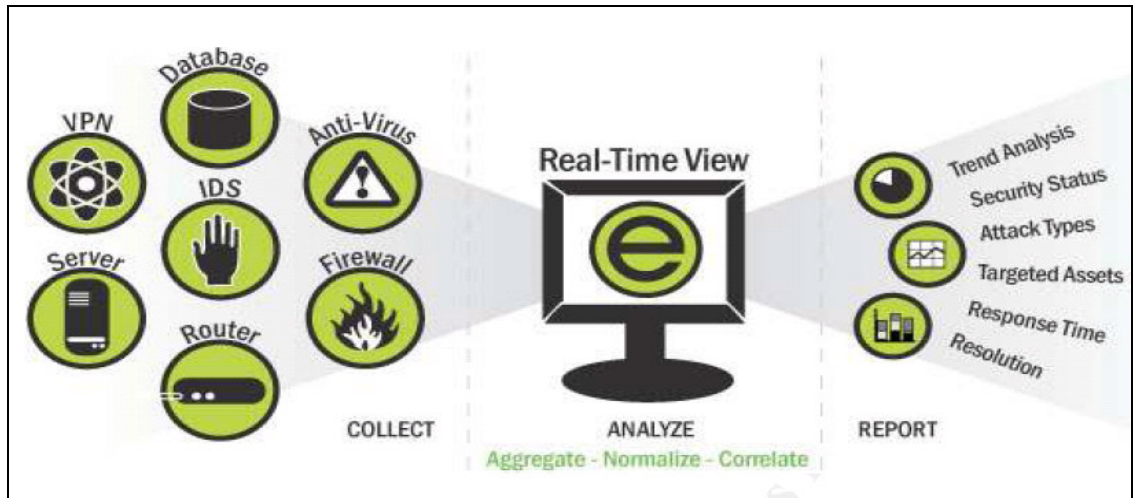 Database
VPN
Anti-Virus
IDS
Server
Firewall
Router
COLLECT
Real-Time View
e
ANALYZE
Aggregate - Normalize - Correlate
Trend Analysis
Security Status
Attack Types
Targeted Assets
Response Time
Resolution
REPORT